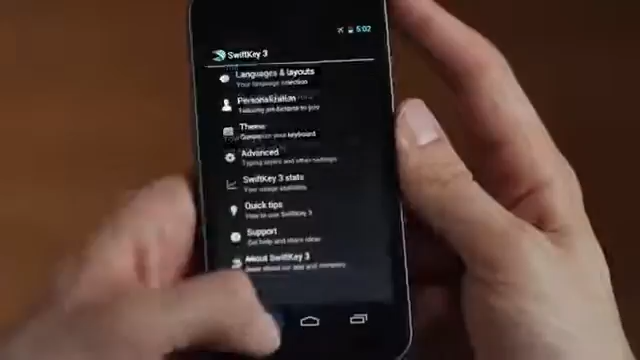 5:02
SwiftKey 3
Languages & layouts
Your language selection
Personalization
Theme
Customize your keyboard
Advanced
Typing styles and other settings
SwiftKey 3 stats
Your usage statistics
Quick tips
How to use SwiftKey 3
Support
Get help and share ideas
About SwiftKey 3